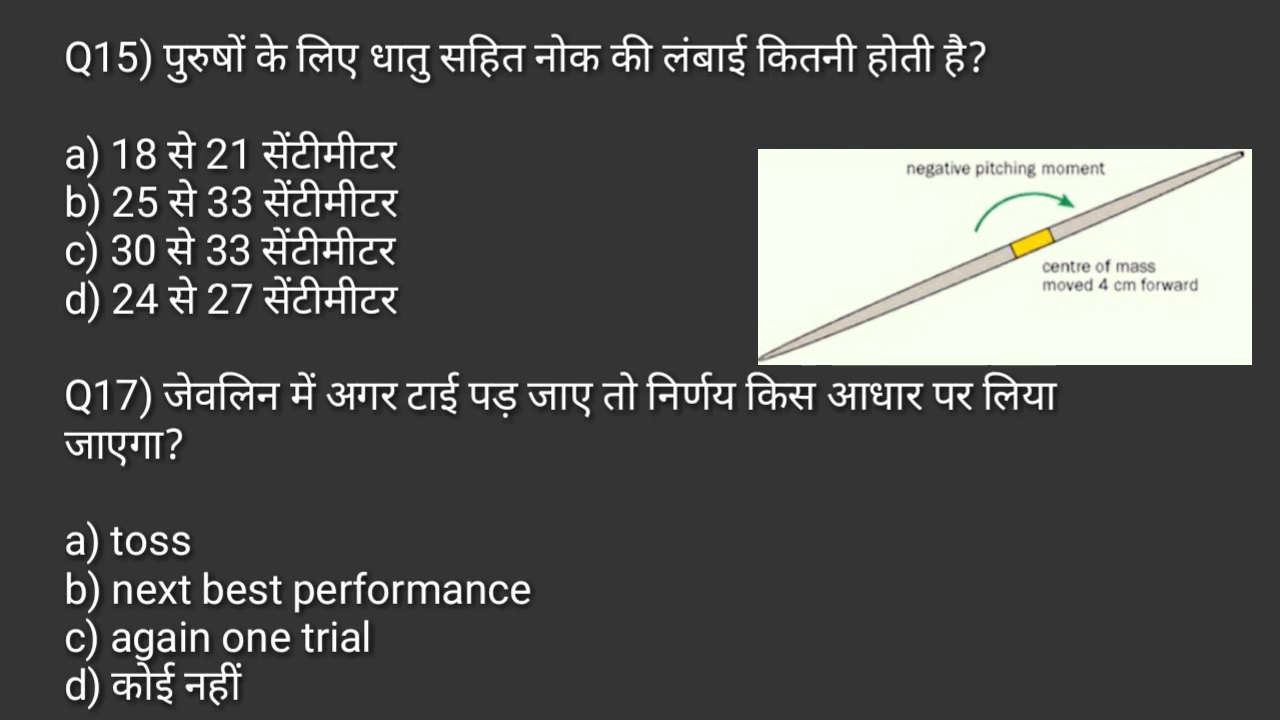 Q15) पुरुषों के लिए धातु सहित नोक की लंबाई कितनी होती है?
a) 18 से 21 सेंटीमीटर
b) 25 से 33 सेंटीमीटर
c) 30 से 33 सेंटीमीटर
d) 24 से 27 सेंटीमीटर
negative pitching moment
centre of mass
moved 4 cm forward
Q17) जेवलिन में अगर टाई पड़ जाए तो निर्णय किस आधार पर लिया
जाएगा?
a) toss
b) next best performance
c) again one trial
d) कोई नहीं